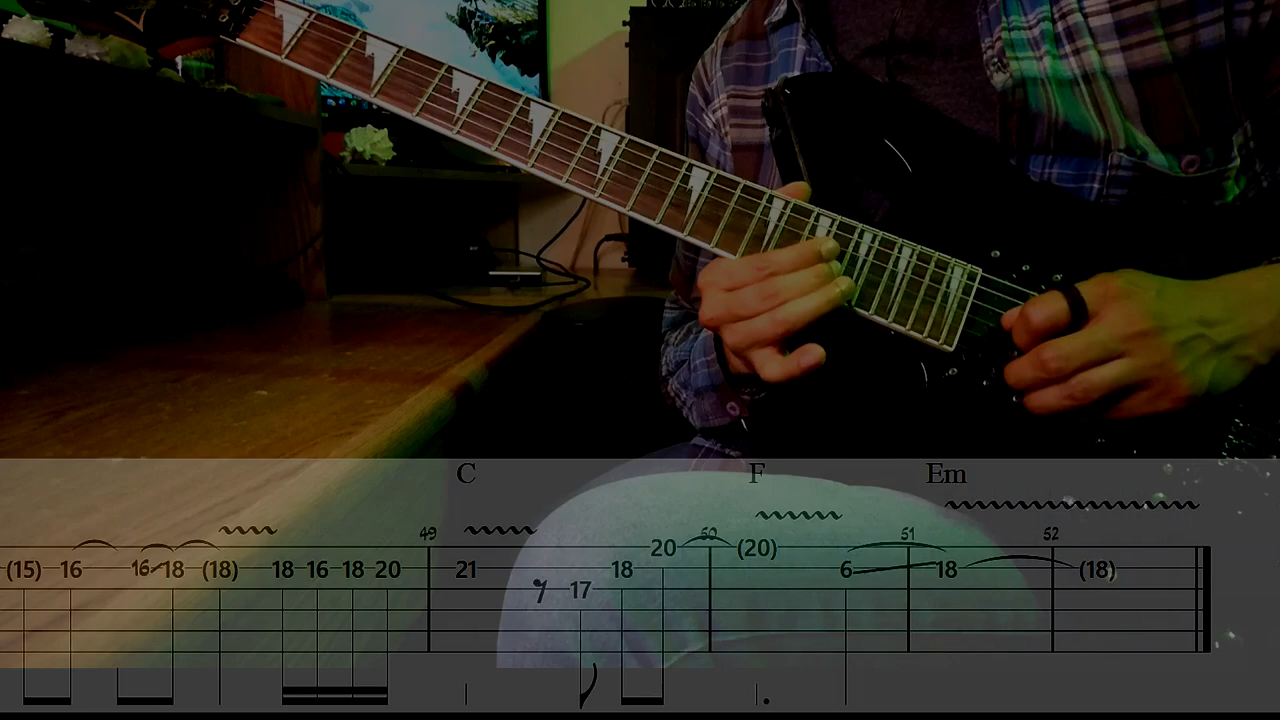 C F Em
49 50 51 52
20 (20)
(15) 16 16 18 (18) 18 16 18 20 21 18 6 18 (18)
17